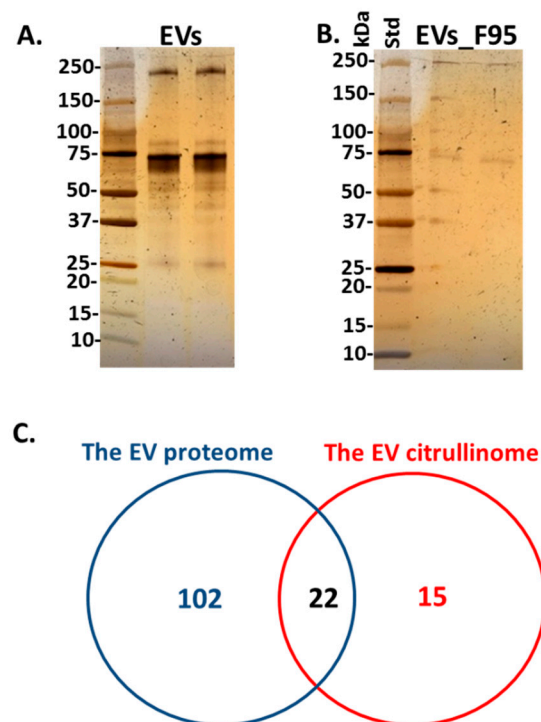 A.
EVs
250-
150-
100-
75-
50-
37-
25-
20-
15-
10-
B.
kDa
Std
EVs_F95
250-
150-
100-
75-
50-
37-
25-
20-
15-
10-
C.
The EV proteome
The EV citrullinome
102
22
15